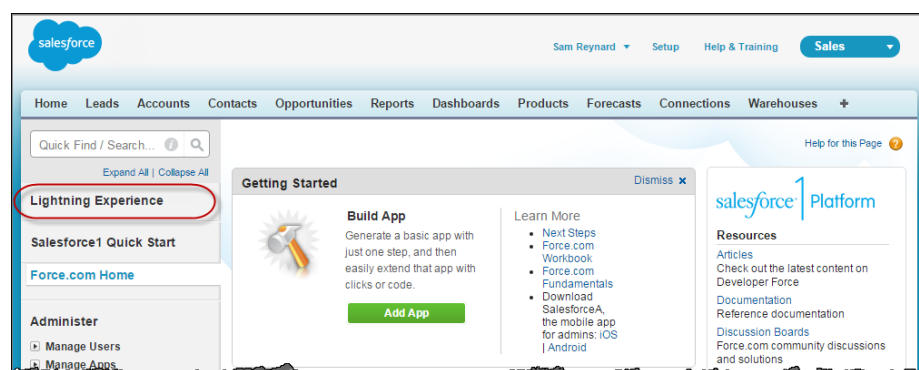 salesforce
Sam Reynard Setup Help & Training Sales
Home Leads Accounts Contacts Opportunities Reports Dashboards Products Forecasts Connections Warehouses +
Quick Find / Search...
Expand All | Collapse All
Lightning Experience
Salesforce1 Quick Start
Force.com Home
Administer
Manage Users
Manage Apps
Help for this Page
Getting Started
Dismiss x
Build App
Generate a basic app with
just one step, and then
easily extend that app with
clicks or code.
Add App
Learn More
Next Steps
Force.com
Workbook
Force.com
Fundamentals
Download
SalesforceA,
the mobile app
for admins: iOS
| Android
salesforce1 Platform
Resources
Articles
Check out the latest content on
Developer Force
Documentation
Reference documentation
Discussion Boards
Force.com community discussions
and solutions